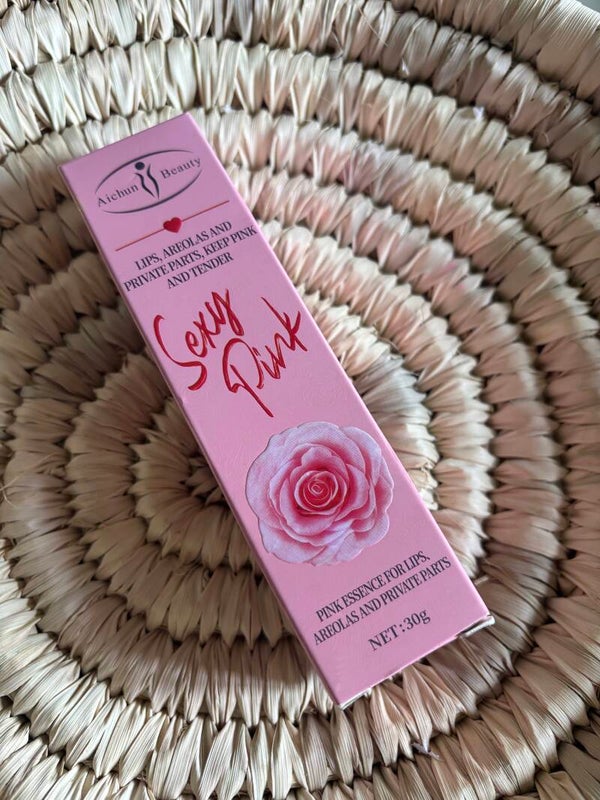 Aichun Beauty
LIPS, AREOLAS AND
PRIVATE PARTS, KEEP PINK
AND TENDER
Sexy
Pink
PINK ESSENCE FOR LIPS,
AREOLAS AND PRIVATE PARTS
NET:30g